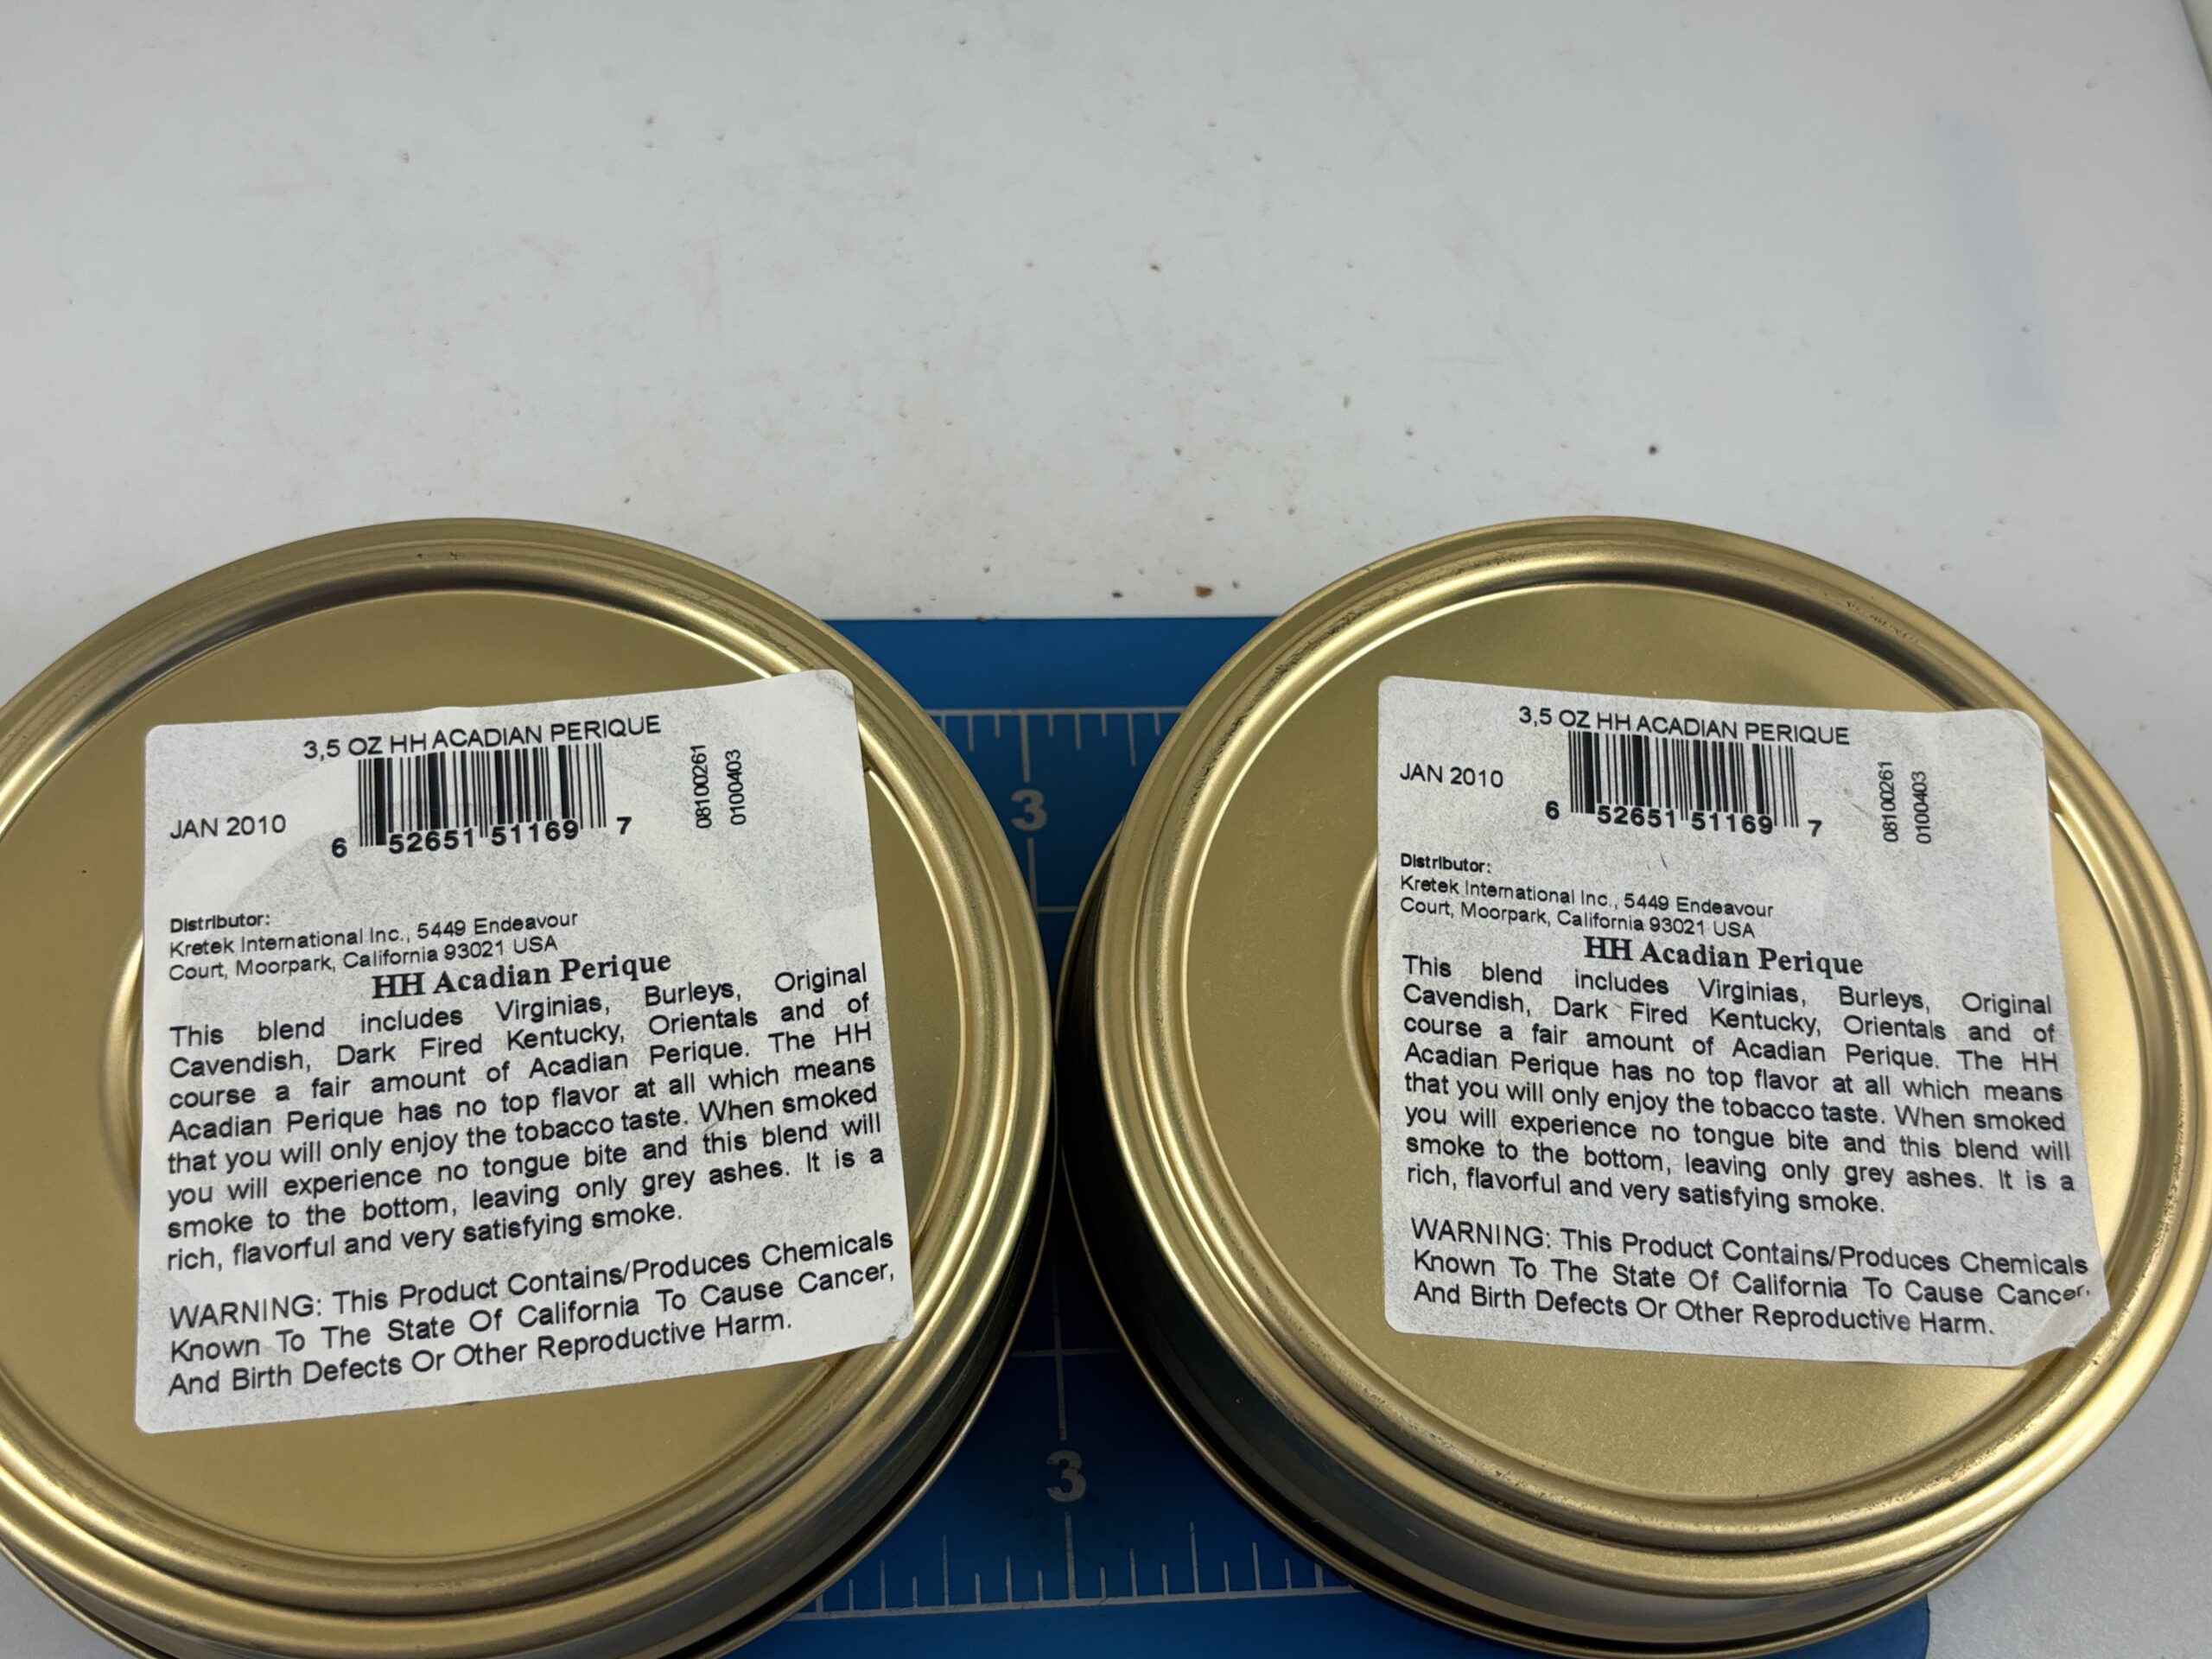 3,5 OZ HH ACADIAN PERIQUE
JAN 2010
6 52651 51169 7
08100261
0100403
Distributor:
Kretek International Inc., 5449 Endeavour
Court, Moorpark, California 93021 USA
HH Acadian Perique
This blend includes Virginias, Burleys, Original
Cavendish, Dark Fired Kentucky, Orientals and of
course a fair amount of Acadian Perique. The HH
Acadian Perique has no top flavor at all which means
that you will only enjoy the tobacco taste. When smoked
you will experience no tongue bite and this blend will
smoke to the bottom, leaving only grey ashes. It is a
rich, flavorful and very satisfying smoke.
WARNING: This Product Contains/Produces Chemicals
Known To The State Of California To Cause Cancer,
And Birth Defects Or Other Reproductive Harm.
3
3
3,5 OZ HH ACADIAN PERIQUE
JAN 2010
6 52651 51169 7
08100261
0100403
Distributor:
Kretek International Inc., 5449 Endeavour
Court, Moorpark, California 93021 USA
HH Acadian Perique
This blend includes Virginias, Burleys, Original
Cavendish, Dark Fired Kentucky, Orientals and of
course a fair amount of Acadian Perique. The HH
Acadian Perique has no top flavor at all which means
that you will only enjoy the tobacco taste. When smoked
you will experience no tongue bite and this blend will
smoke to the bottom, leaving only grey ashes. It is a
rich, flavorful and very satisfying smoke.
WARNING: This Product Contains/Produces Chemicals
Known To The State Of California To Cause Cancer,
And Birth Defects Or Other Reproductive Harm.